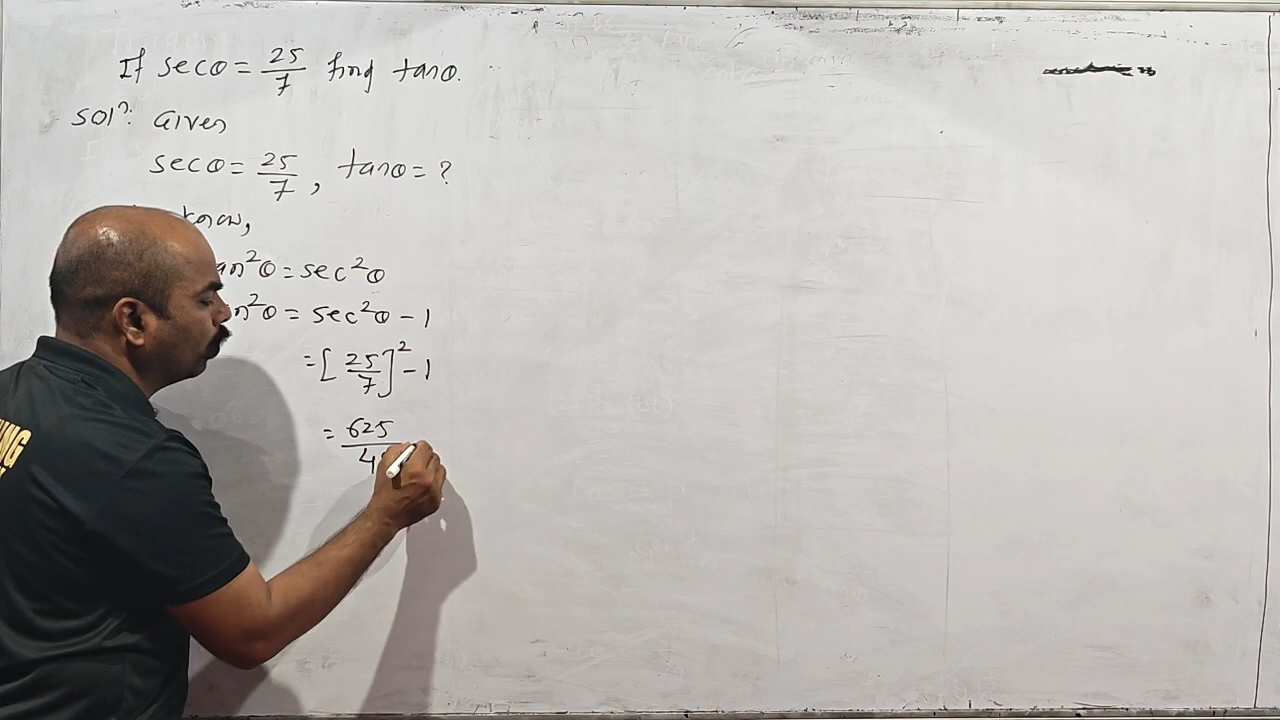 If secθ = 25/7 find tanθ.
Solⁿ: Given
secθ = 25/7, tanθ = ?
know,
an²θ = sec²θ
n²θ = sec²θ - 1
= [25/7]² - 1
= 625/4
NG